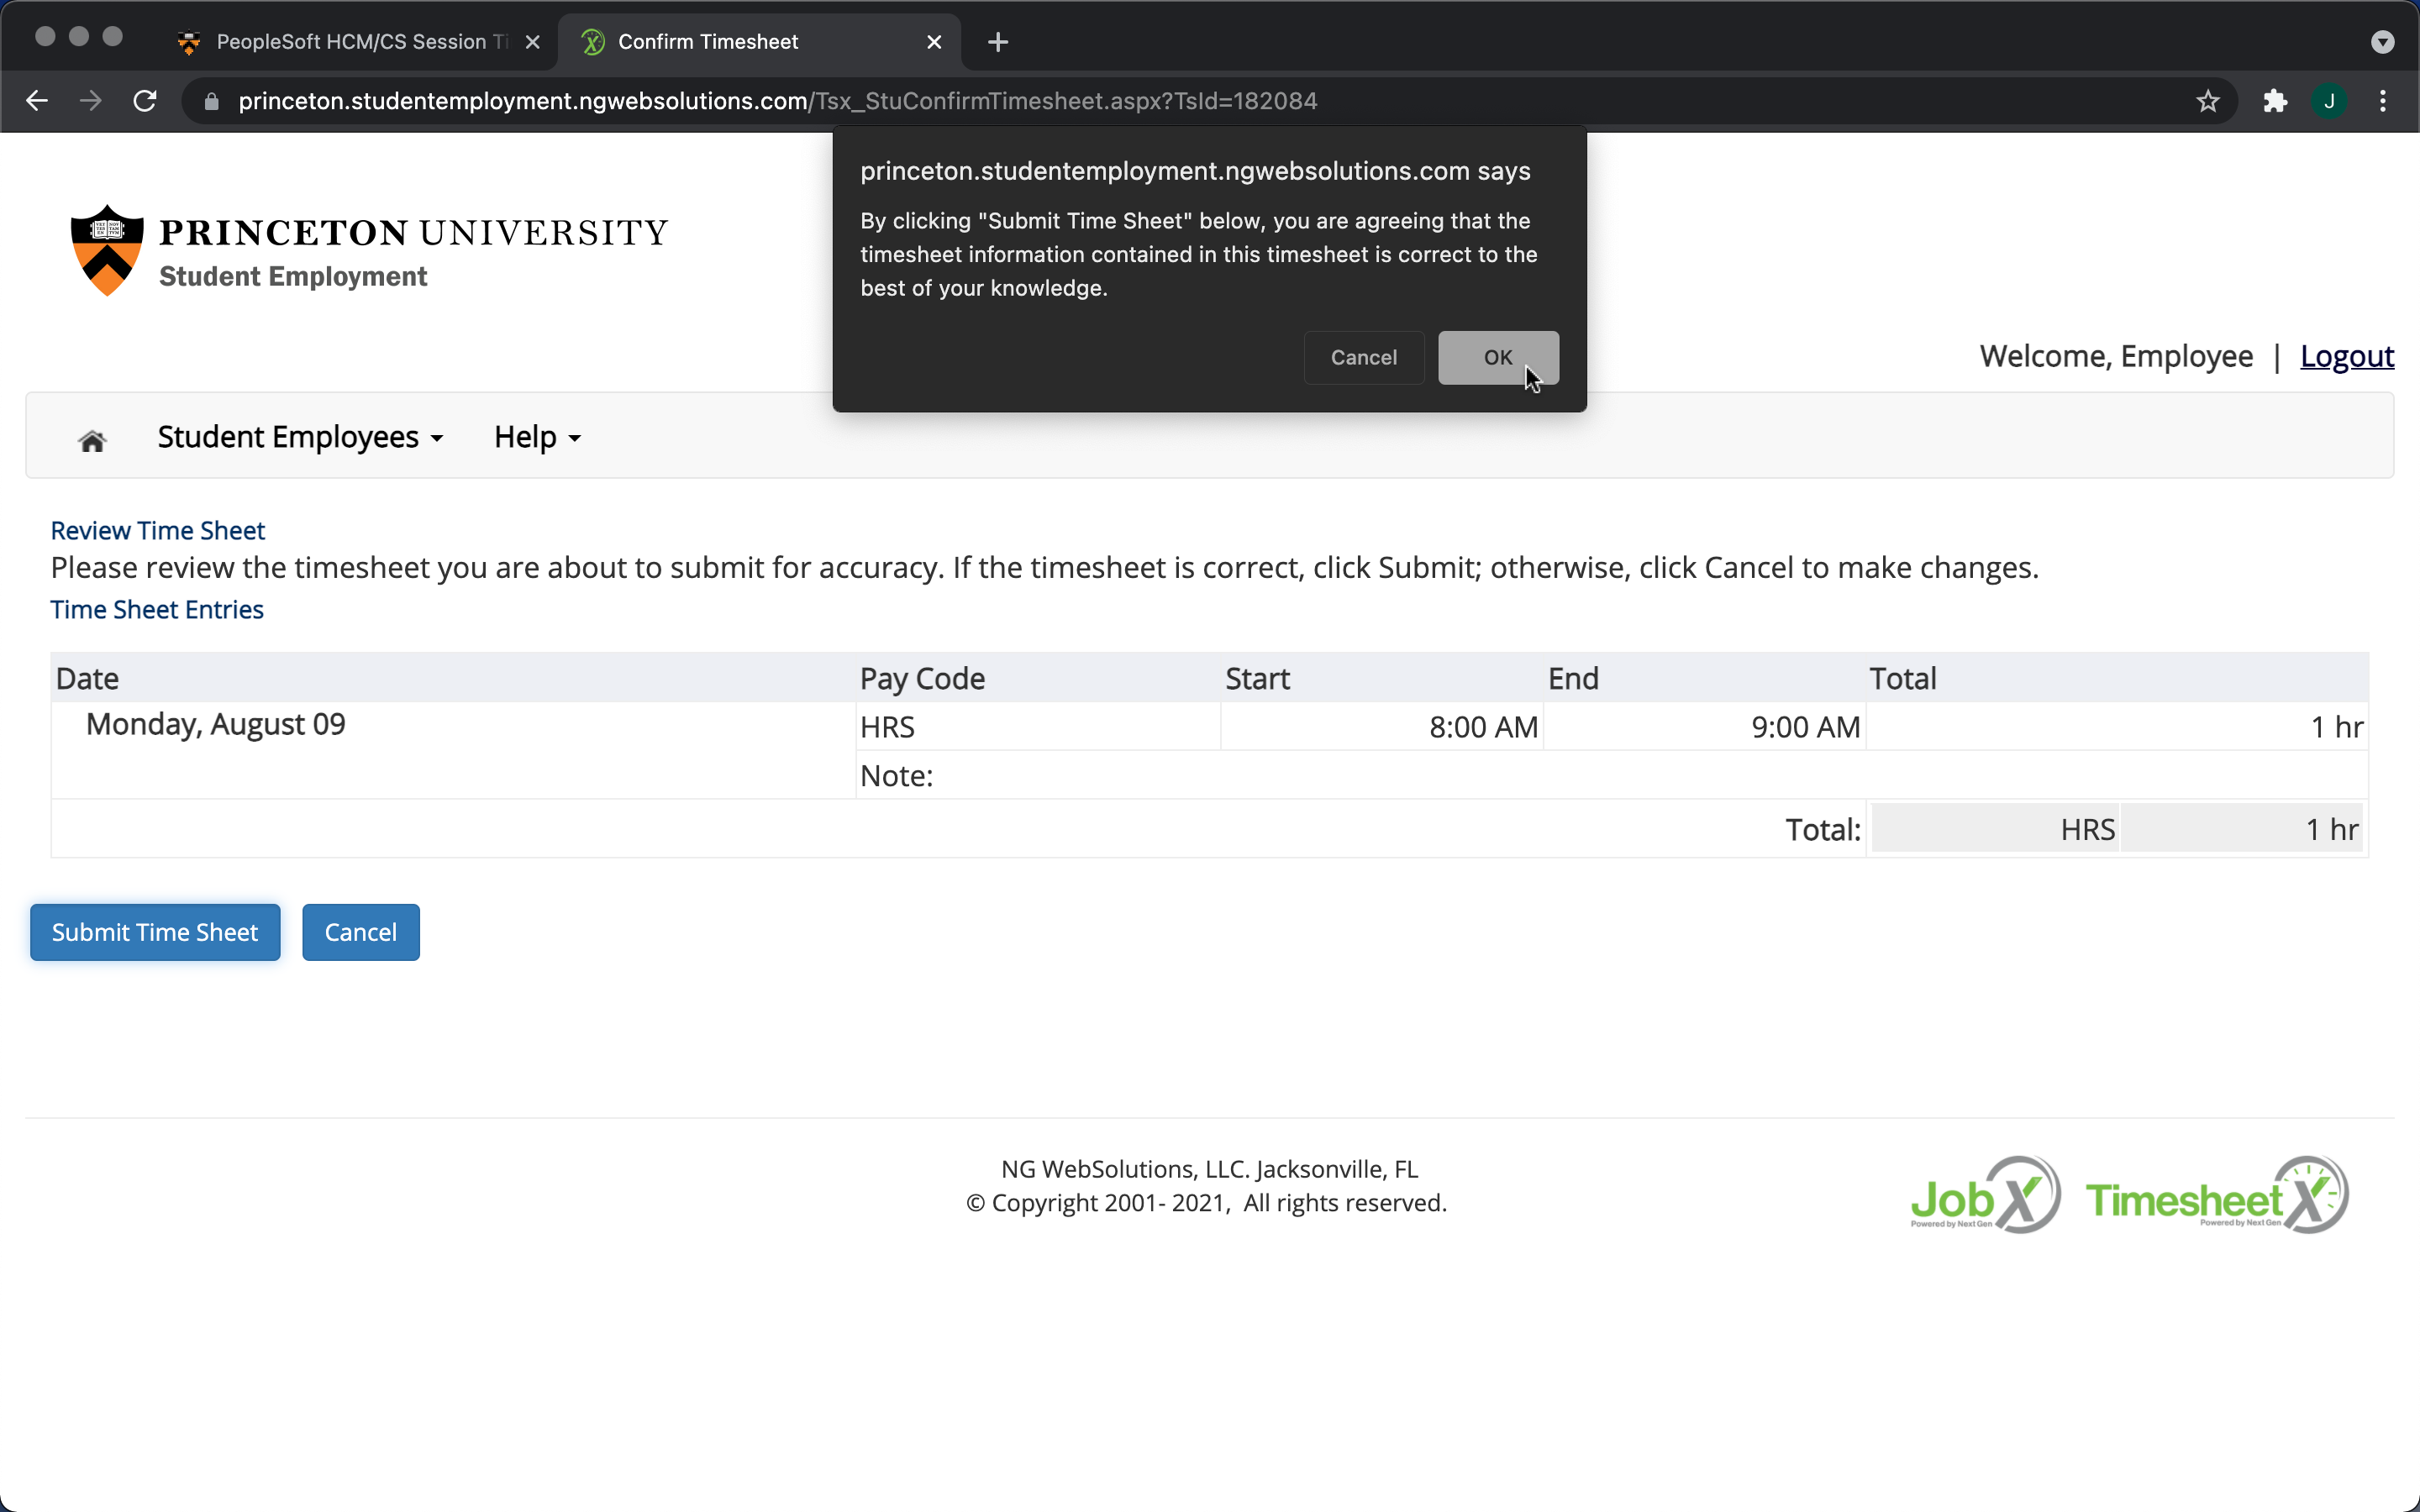 PeopleSoft HCM/CS Session Ti
Confirm Timesheet
princeton.studentemployment.ngwebsolutions.com/Tsx_StuConfirmTimesheet.aspx?TsId=182084
J
princeton.studentemployment.ngwebsolutions.com says
By clicking "Submit Time Sheet" below, you are agreeing that the
timesheet information contained in this timesheet is correct to the
best of your knowledge.
Cancel OK
PRINCETON UNIVERSITY
Student Employment
Welcome, Employee | Logout
Student Employees Help
Review Time Sheet
Please review the timesheet you are about to submit for accuracy. If the timesheet is correct, click Submit; otherwise, click Cancel to make changes.
Time Sheet Entries
Date Pay Code Start End Total
Monday, August 09 HRS 8:00 AM 9:00 AM 1 hr
Note:
Total: HRS 1 hr
Submit Time Sheet Cancel
NG WebSolutions, LLC. Jacksonville, FL
© Copyright 2001- 2021, All rights reserved.
JobX
Powered by Next Gen
TimesheetX
Powered by Next Gen